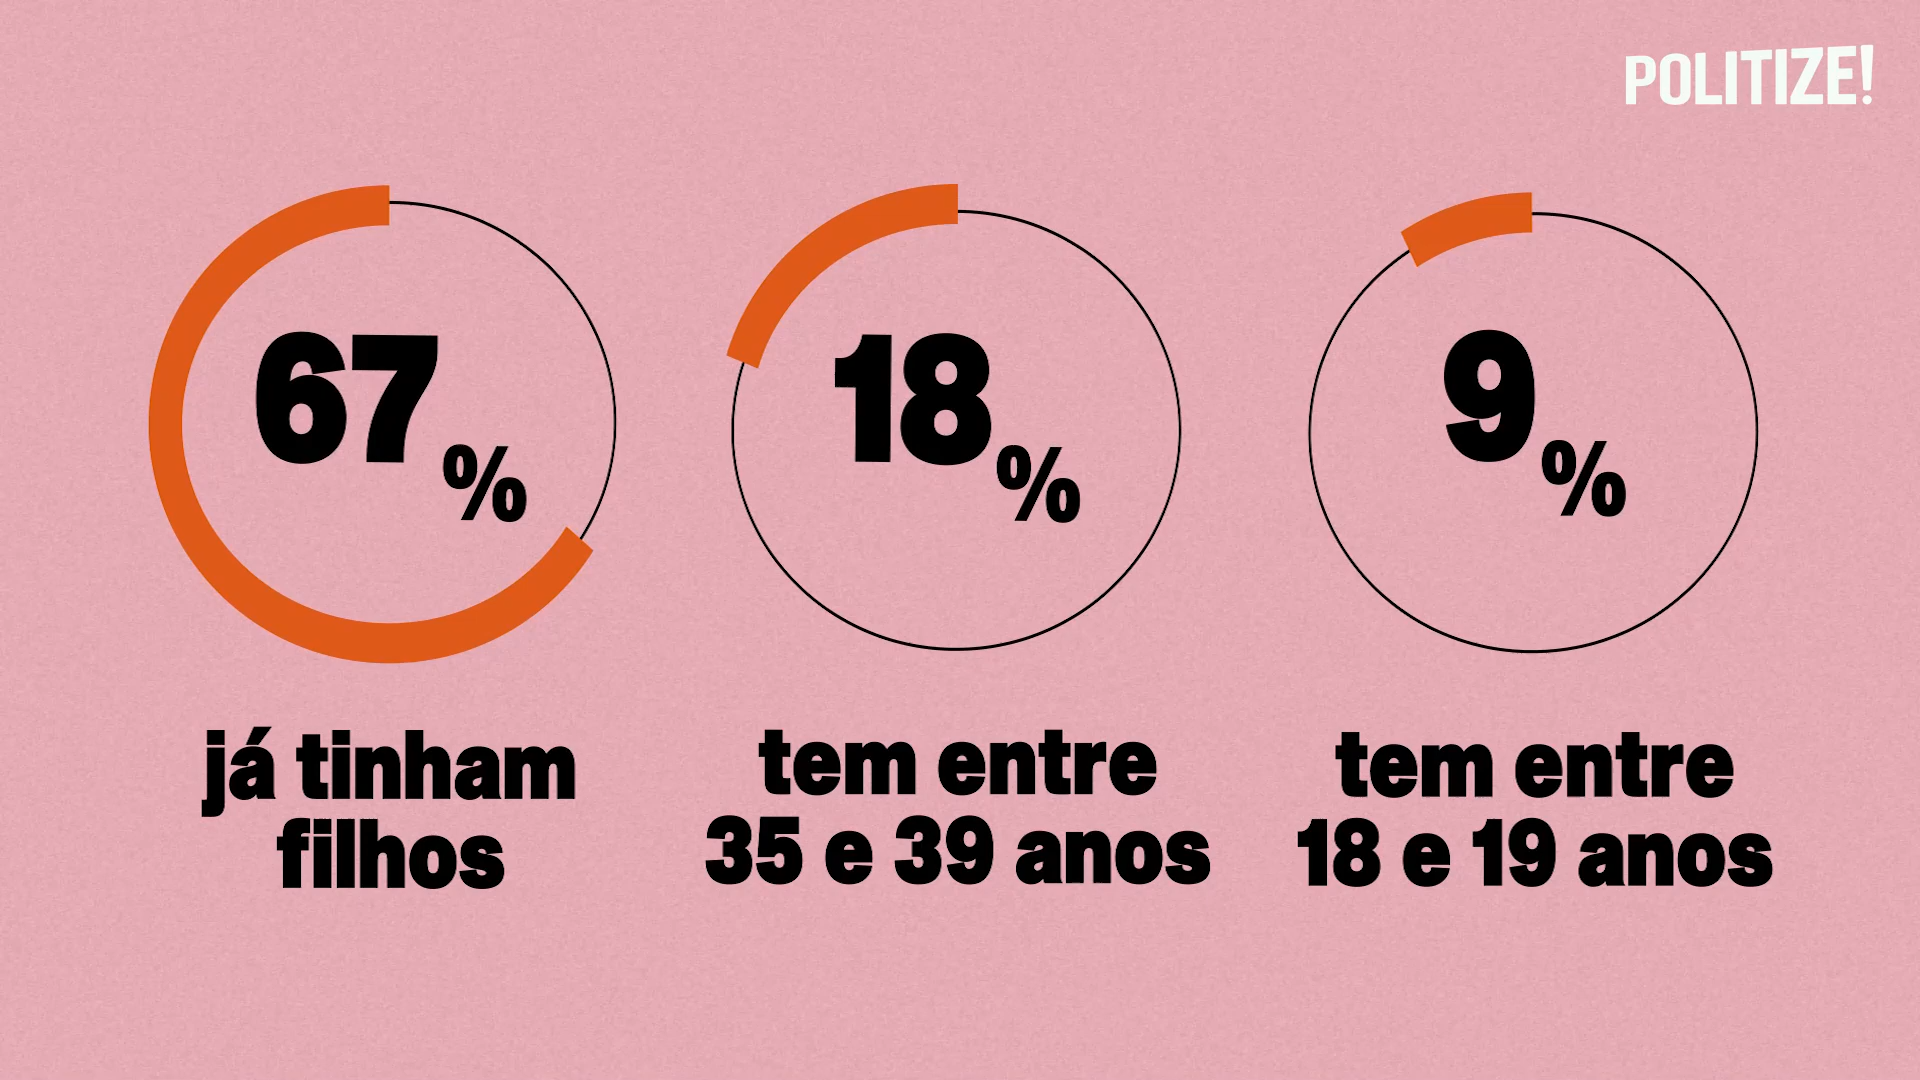 POLITIZE!
67%
18%
9%
já tinham
filhos
tem entre
35 e 39 anos
tem entre
18 e 19 anos